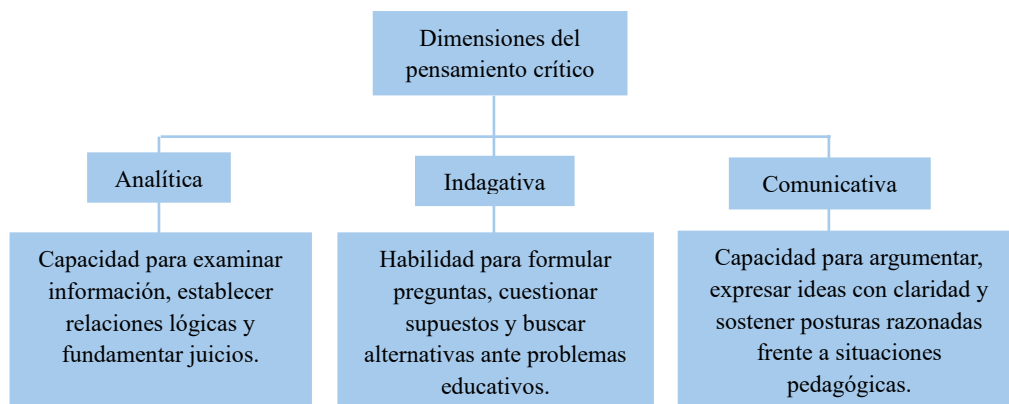 Dimensiones del
pensamiento crítico
Analítica
Indagativa
Comunicativa
Capacidad para examinar
información, establecer
relaciones lógicas y
fundamentar juicios.
Habilidad para formular
preguntas, cuestionar
supuestos y buscar
alternativas ante problemas
educativos.
Capacidad para argumentar,
expresar ideas con claridad y
sostener posturas razonadas
frente a situaciones
pedagógicas.